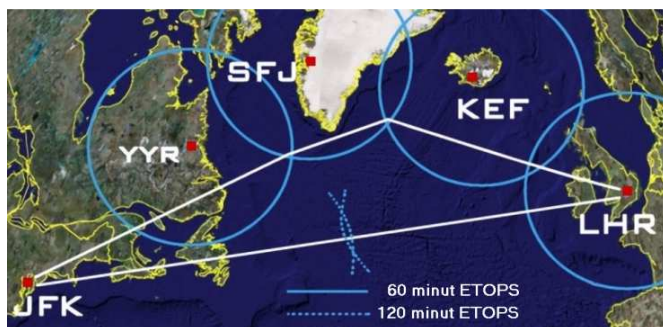 SFJ
KEF
YYR
LHR
JFK
60 minut ETOPS
120 minut ETOPS